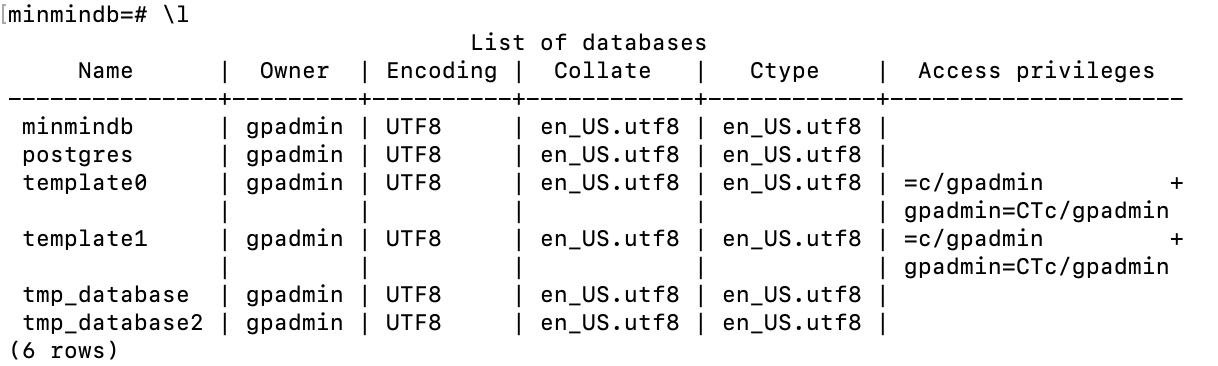 [minmindb=# \l
                                 List of databases
     Name      |  Owner  | Encoding |  Collate   |   Ctype    |  Access privileges
---------------+---------+----------+------------+------------+---------------------
 minmindb      | gpadmin | UTF8     | en_US.utf8 | en_US.utf8 |
 postgres      | gpadmin | UTF8     | en_US.utf8 | en_US.utf8 |
 template0     | gpadmin | UTF8     | en_US.utf8 | en_US.utf8 | =c/gpadmin         +
               |         |          |            |            | gpadmin=CTc/gpadmin
 template1     | gpadmin | UTF8     | en_US.utf8 | en_US.utf8 | =c/gpadmin         +
               |         |          |            |            | gpadmin=CTc/gpadmin
 tmp_database  | gpadmin | UTF8     | en_US.utf8 | en_US.utf8 |
 tmp_database2 | gpadmin | UTF8     | en_US.utf8 | en_US.utf8 |
(6 rows)